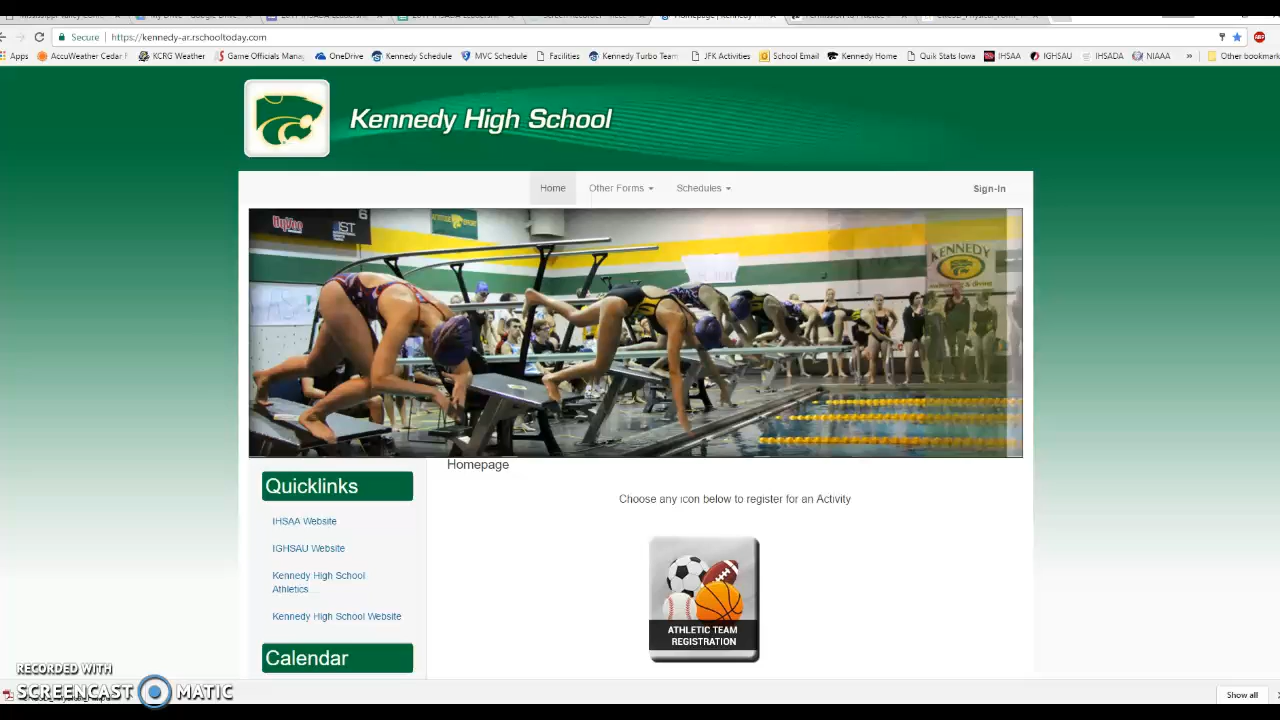 Secure | https://kennedy-ar.rschooltoday.com
Apps AccuWeather Cedar KCRG Weather Game Officials Mana OneDrive Kennedy Schedule MVC Schedule Facilities Kennedy Turbo Team JFK Activities School Email Kennedy Home Quik Stats Iowa IHSAA IGHSAU IHSADA NIAAA » Other bookmark
Kennedy High School
Home Other Forms Schedules Sign-In
HyVee
IST
6
KENNEDY
Homepage
Quicklinks
Choose any icon below to register for an Activity
IHSAA Website
IGHSAU Website
Kennedy High School
Athletics
Kennedy High School Website
ATHLETIC TEAM
REGISTRATION
Calendar
RECORDED WITH
SCREENCAST MATIC
Show all